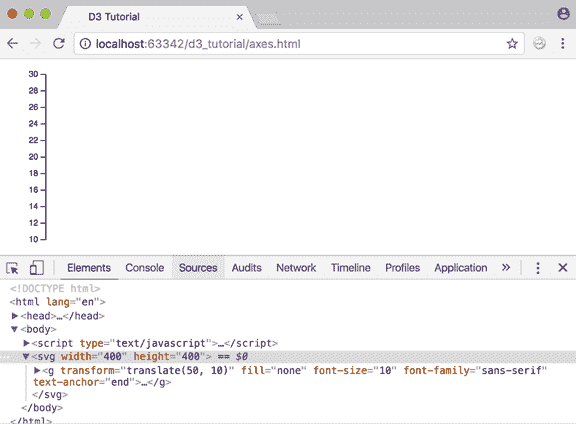 D3 Tutorial
localhost:63342/d3_tutorial/axes.html
30
28
26
24
22
20
18
16
14
12
10
Elements Console Sources Audits Network Timeline Profiles Application »
<!DOCTYPE html>
<html lang="en">
▶<head>…</head>
▼<body>
▶<script type="text/javascript">…</script>
… ▼<svg width="400" height="400"> == $0
▶<g transform="translate(50, 10)" fill="none" font-size="10" font-family="sans-serif"
text-anchor="end">…</g>
</svg>
</body>
</html>